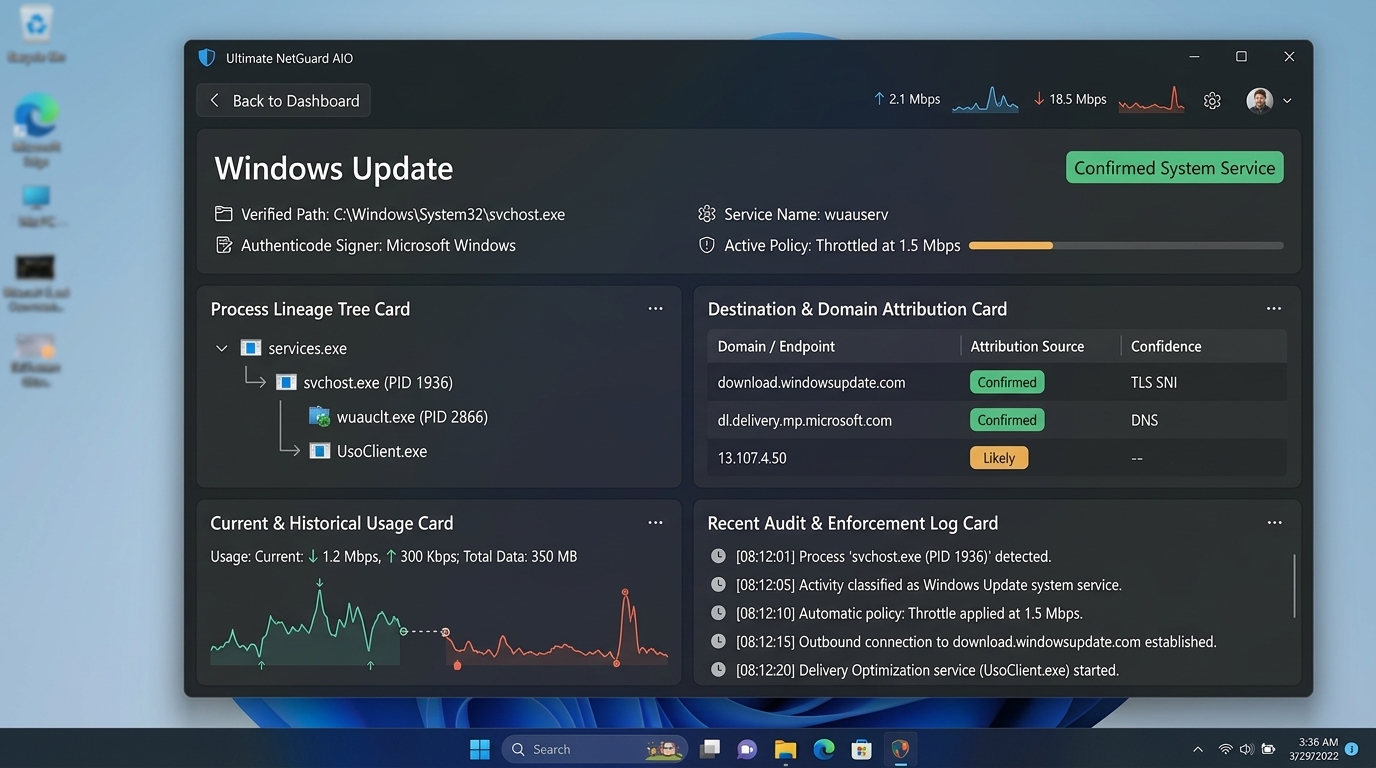 Ultimate NetGuard AIO
Back to Dashboard
↑ 2.1 Mbps
↓ 18.5 Mbps
Windows Update
Confirmed System Service
Verified Path: C:\Windows\System32\svchost.exe
Service Name: wuauserv
Authenticode Signer: Microsoft Windows
Active Policy: Throttled at 1.5 Mbps
Process Lineage Tree Card
services.exe
svchost.exe (PID 1936)
wuauclt.exe (PID 2866)
UsoClient.exe
Destination & Domain Attribution Card
Domain / Endpoint Attribution Source Confidence
download.windowsupdate.com Confirmed TLS SNI
dl.delivery.mp.microsoft.com Confirmed DNS
13.107.4.50 Likely --
Current & Historical Usage Card
Usage: Current: ↓ 1.2 Mbps, ↑ 300 Kbps; Total Data: 350 MB
Recent Audit & Enforcement Log Card
[08:12:01] Process 'svchost.exe (PID 1936)' detected.
[08:12:05] Activity classified as Windows Update system service.
[08:12:10] Automatic policy: Throttle applied at 1.5 Mbps.
[08:12:15] Outbound connection to download.windowsupdate.com established.
[08:12:20] Delivery Optimization service (UsoClient.exe) started.
Search
3:36 AM
3/29/2022